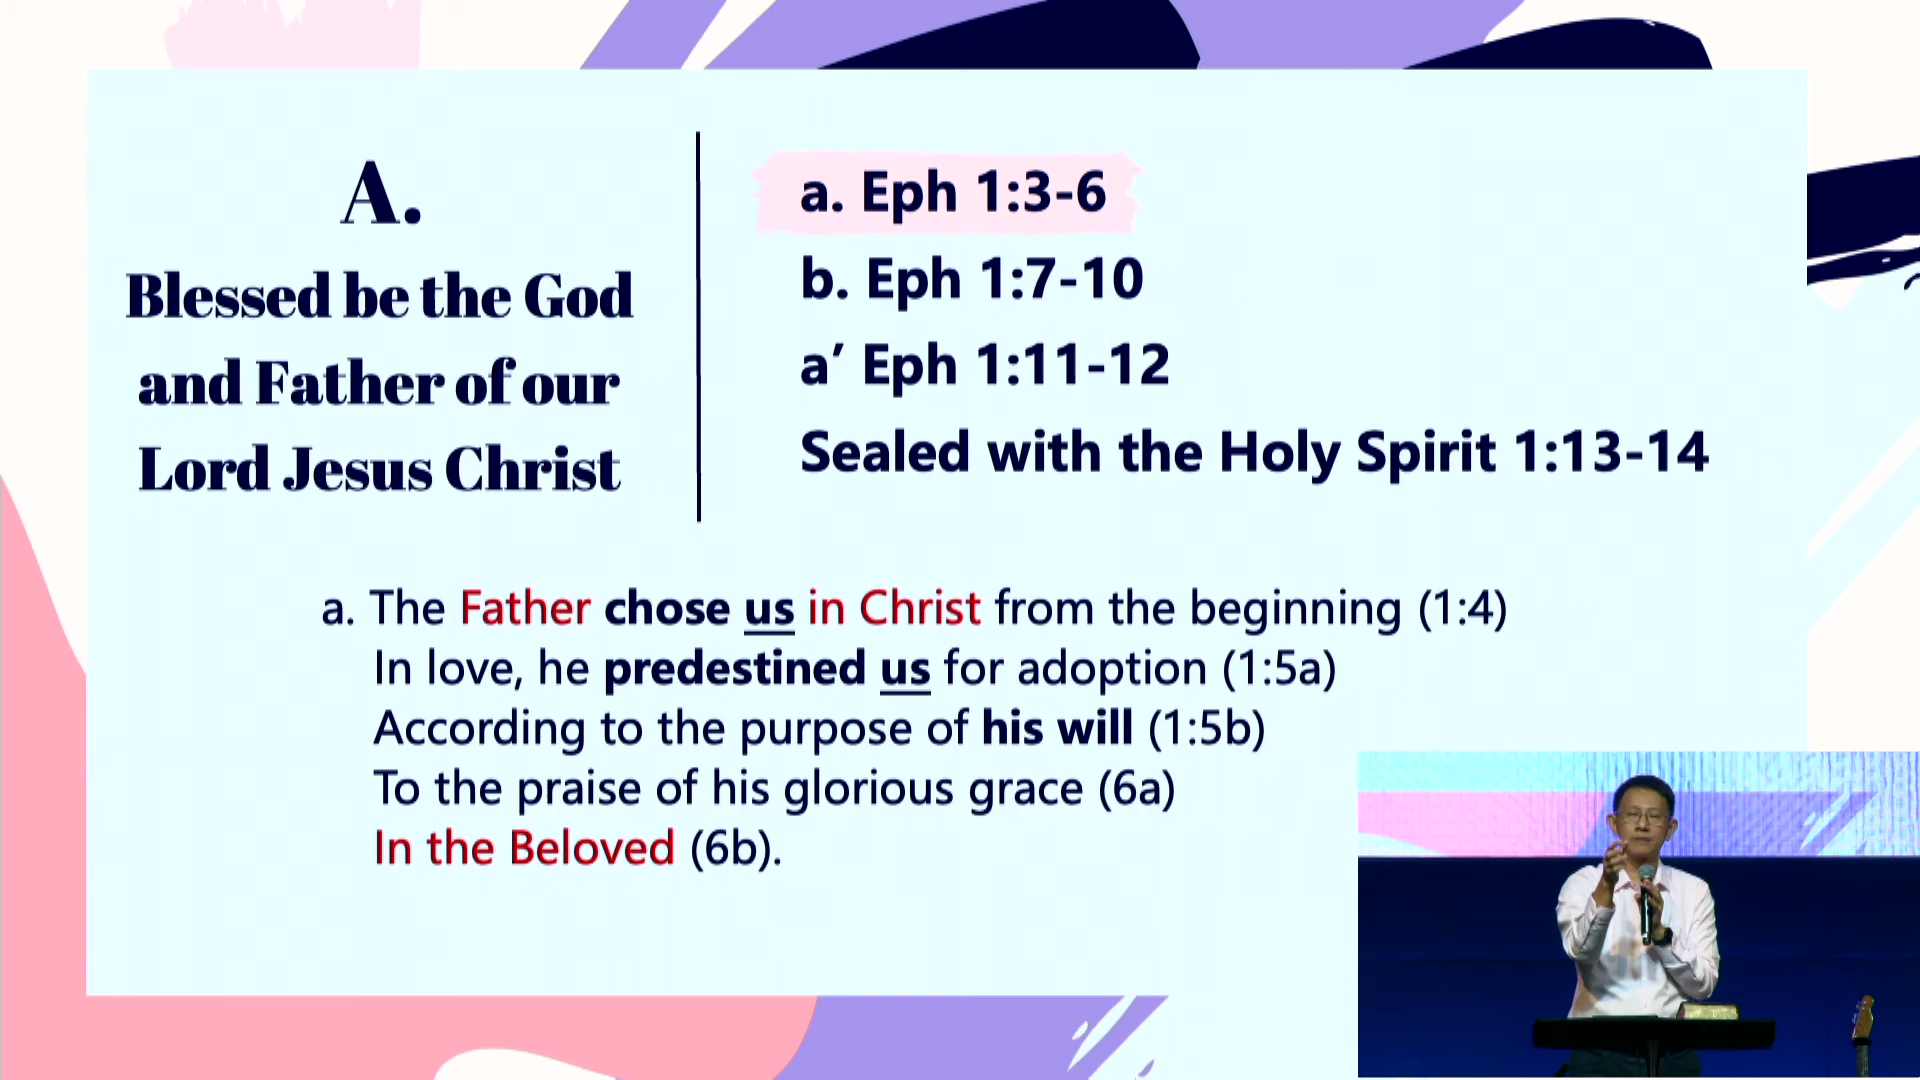 A.
Blessed be the God
and Father of our
Lord Jesus Christ
a. Eph 1:3-6
b. Eph 1:7-10
a′ Eph 1:11-12
Sealed with the Holy Spirit 1:13-14
a. The Father chose us in Christ from the beginning (1:4)
In love, he predestined us for adoption (1:5a)
According to the purpose of his will (1:5b)
To the praise of his glorious grace (6a)
In the Beloved (6b).